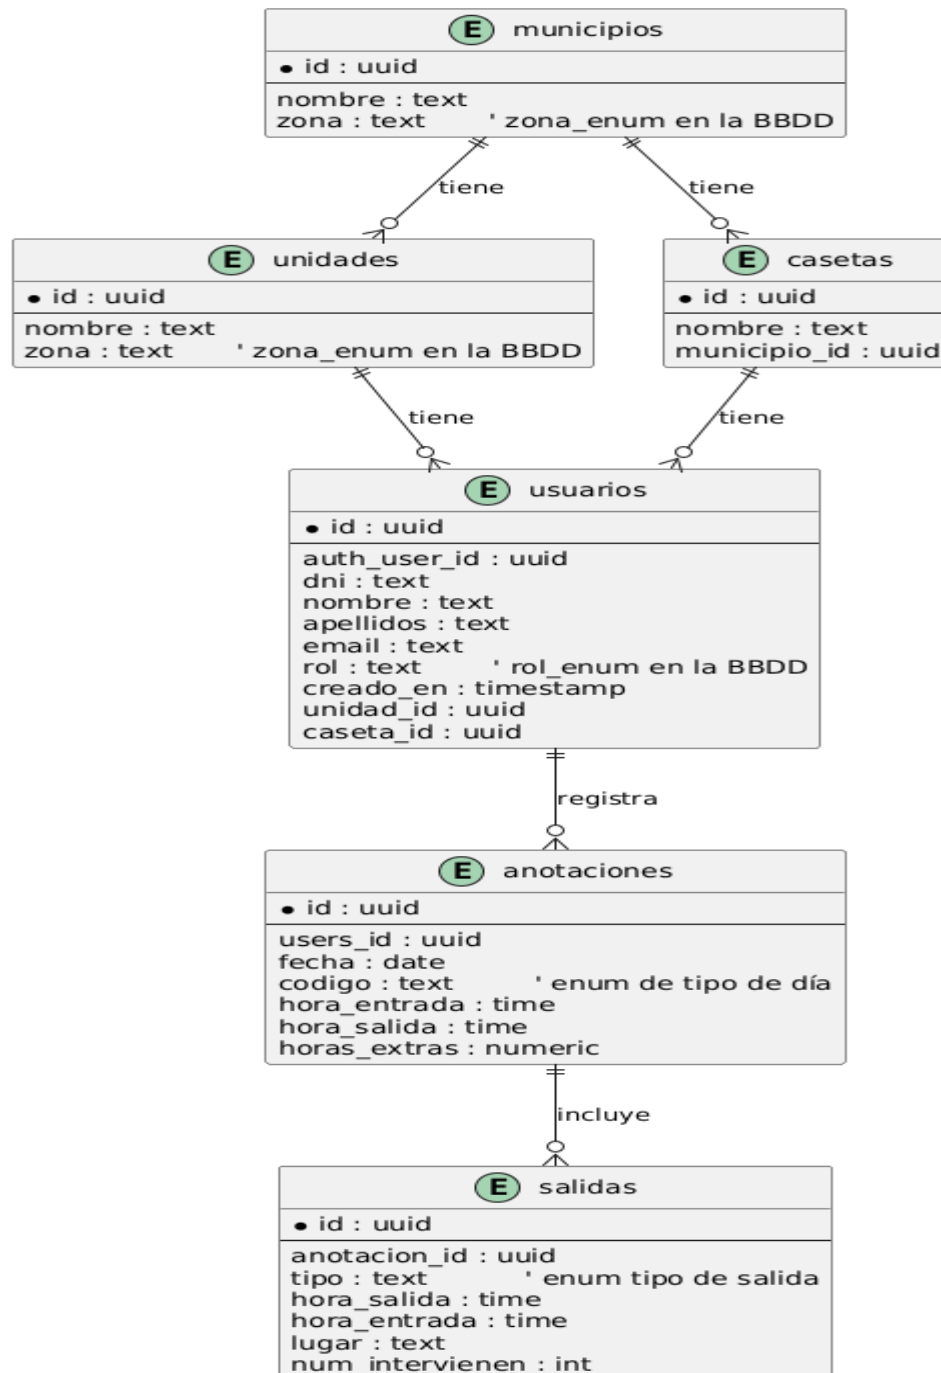 E municipios
• id : uuid
nombre : text
zona : text ' zona_enum en la BBDD
tiene
tiene
E unidades
• id : uuid
nombre : text
zona : text ' zona_enum en la BBDD
E casetas
• id : uuid
nombre : text
municipio_id : uuid
tiene
tiene
E usuarios
• id : uuid
auth_user_id : uuid
dni : text
nombre : text
apellidos : text
email : text
rol : text ' rol_enum en la BBDD
creado_en : timestamp
unidad_id : uuid
caseta_id : uuid
registra
E anotaciones
• id : uuid
users_id : uuid
fecha : date
codigo : text ' enum de tipo de día
hora_entrada : time
hora_salida : time
horas_extras : numeric
incluye
E salidas
• id : uuid
anotacion_id : uuid
tipo : text ' enum tipo de salida
hora_salida : time
hora_entrada : time
lugar : text
num_intervienen : int